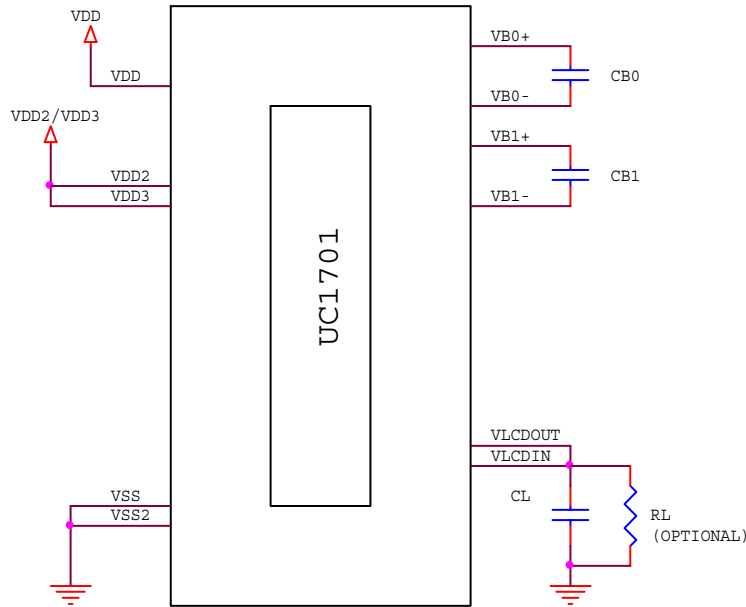 VDD
VDD
VDD2/VDD3
VDD2
VDD3
VSS
VSS2
UC1701
VB0+
CB0
VB0-
VB1+
CB1
VB1-
VLCDOUT
VLCDIN
CL
RL
(OPTIONAL)